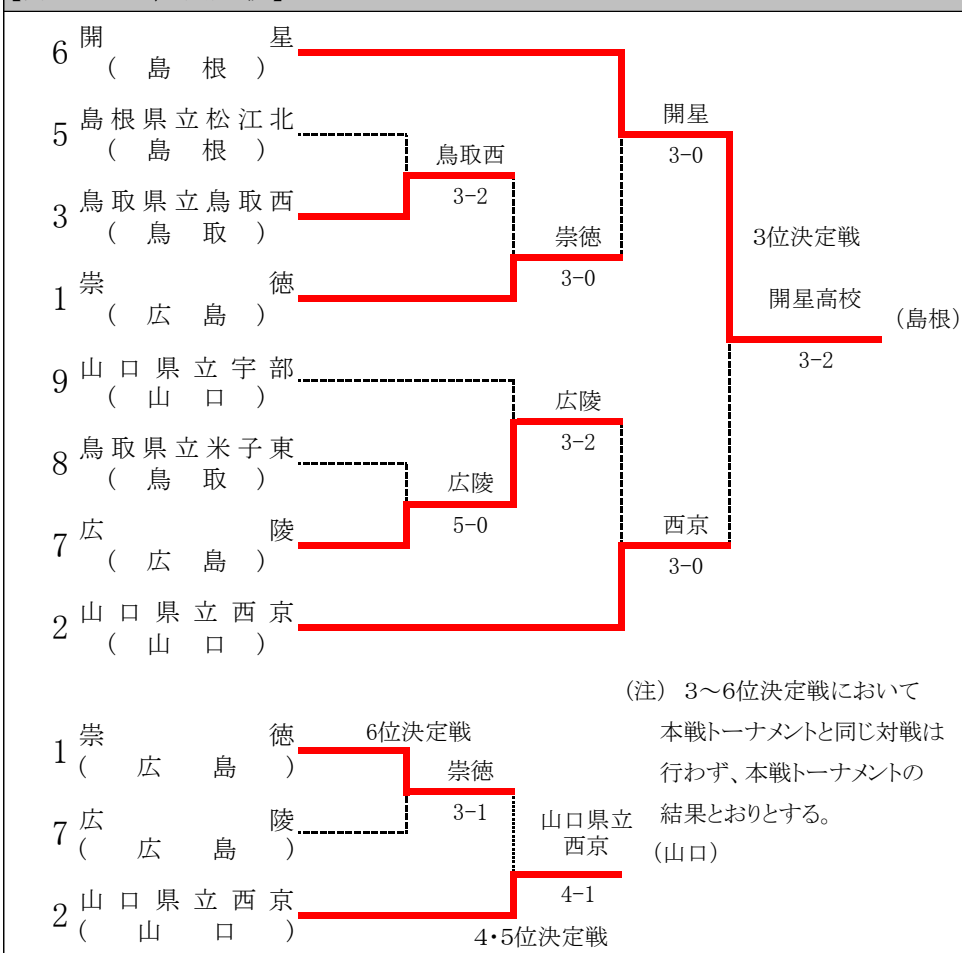 6 開星
(島根)
開星
3-0
5 島根県立松江北
(島根)
鳥取西
3-2
3 鳥取県立鳥取西
(鳥取)
崇徳
3-0
3位決定戦
1 崇徳
(広島)
開星高校
(島根)
3-2
9 山口県立宇部
(山口)
広陵
3-2
8 鳥取県立米子東
(鳥取)
広陵
5-0
7 広陵
(広島)
西京
3-0
2 山口県立西京
(山口)
(注) 3～6位決定戦において
本戦トーナメントと同じ対戦は
行わず、本戦トーナメントの
結果とおりとする。
1 崇徳
(広島)
6位決定戦
崇徳
3-1
7 広陵
(広島)
山口県立
西京
(山口)
4-1
2 山口県立西京
(山口)
4・5位決定戦